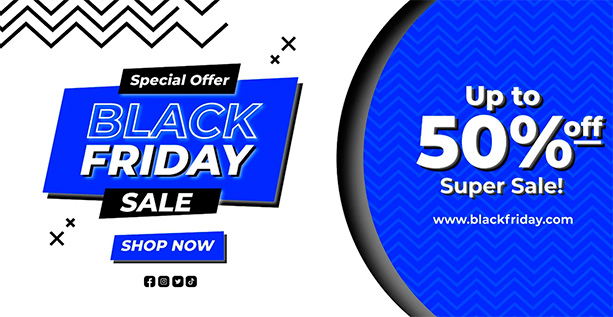 Special Offer
BLACK
FRIDAY
SALE
SHOP NOW
Up to
50% off
Super Sale!
www.blackfriday.com